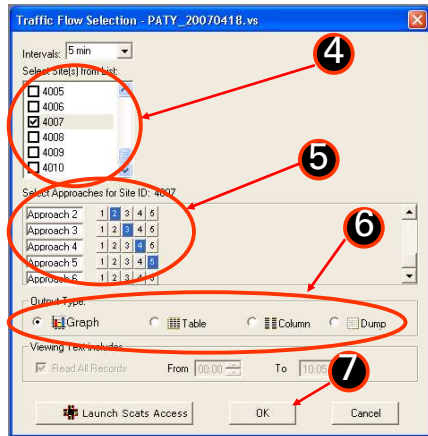 Traffic Flow Selection - PATY_20070418.vs
4
Intervals: 5 min
Select Site(s) from List:
4005
4006
4007
4008
4009
4010
5
Select Approaches for Site ID: 4007
Approach 2 1 2 3 4 5
Approach 3 1 2 3 4 5
Approach 4 1 2 3 4 5
Approach 5 1 2 3 4 5
Approach 6 1 2 3 4 5
6
Output Type:
Graph Table Column Dump
Viewing Text Includes
Read All Records From 00:00 To 10:05
7
Launch Scats Access OK Cancel